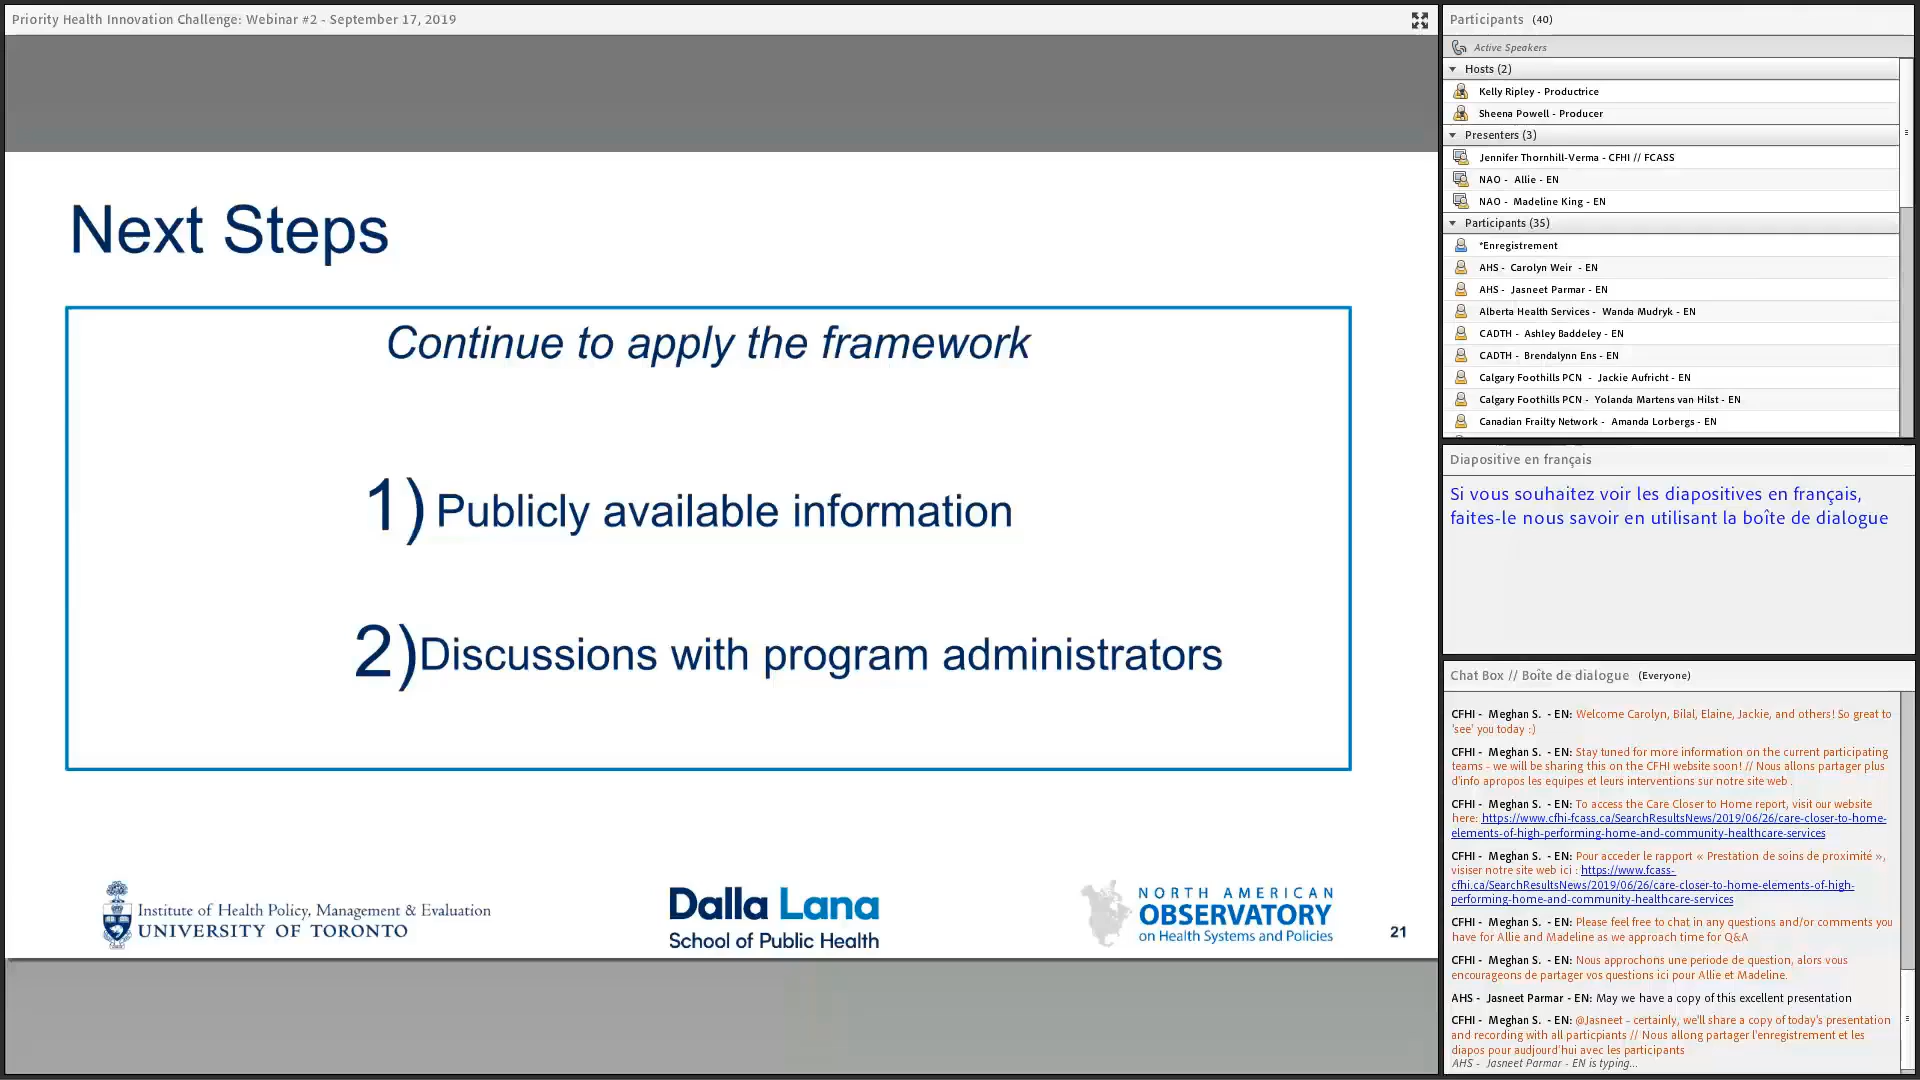 Priority Health Innovation Challenge: Webinar #2 - September 17, 2019
Next Steps
Continue to apply the framework
1) Publicly available information
2)Discussions with program administrators
Institute of Health Policy, Management & Evaluation
UNIVERSITY OF TORONTO
Dalla Lana
School of Public Health
NORTH AMERICAN
OBSERVATORY
on Health Systems and Policies
21
Participants (40)
Active Speakers
Hosts (2)
Kelly Ripley - Productrice
Sheena Powell - Producer
Presenters (3)
Jennifer Thornhill-Verma - CFHI // FCASS
NAO - Allie - EN
NAO - Madeline King - EN
Participants (35)
*Enregistrement
AHS - Carolyn Weir - EN
AHS - Jasneet Parmar - EN
Alberta Health Services - Wanda Mudryk - EN
CADTH - Ashley Baddeley - EN
CADTH - Brendalynn Ens - EN
Calgary Foothills PCN - Jackie Aufricht - EN
Calgary Foothills PCN - Yolanda Martens van Hilst - EN
Canadian Frailty Network - Amanda Lorbergs - EN
Diapositive en français
Si vous souhaitez voir les diapositives en français,
faites-le nous savoir en utilisant la boîte de dialogue
Chat Box // Boîte de dialogue (Everyone)
CFHI - Meghan S. - EN: Welcome Carolyn, Bilal, Elaine, Jackie, and others! So great to
'see' you today :)
CFHI - Meghan S. - EN: Stay tuned for more information on the current participating
teams - we will be sharing this on the CFHI website soon! // Nous allons partager plus
d'info apropos les equipes et leurs interventions sur notre site web .
CFHI - Meghan S. - EN: To access the Care Closer to Home report, visit our website
here: https://www.cfhi-fcass.ca/SearchResultsNews/2019/06/26/care-closer-to-home-
elements-of-high-performing-home-and-community-healthcare-services
CFHI - Meghan S. - EN: Pour acceder le rapport « Prestation de soins de proximité »,
visiser notre site web ici : https://www.fcass-
cfhi.ca/SearchResultsNews/2019/06/26/care-closer-to-home-elements-of-high-
performing-home-and-community-healthcare-services
CFHI - Meghan S. - EN: Please feel free to chat in any questions and/or comments you
have for Allie and Madeline as we approach time for Q&A
CFHI - Meghan S. - EN: Nous approchons une periode de question, alors vous
encourageons de partager vos questions ici pour Allie et Madeline.
AHS - Jasneet Parmar - EN: May we have a copy of this excellent presentation
CFHI - Meghan S. - EN: @Jasneet - certainly, we'll share a copy of today's presentation
and recording with all particpiants // Nous allong partager l'enregistrement et les
diapos pour audjourd'hui avec les participants
AHS - Jasneet Parmar - EN is typing...